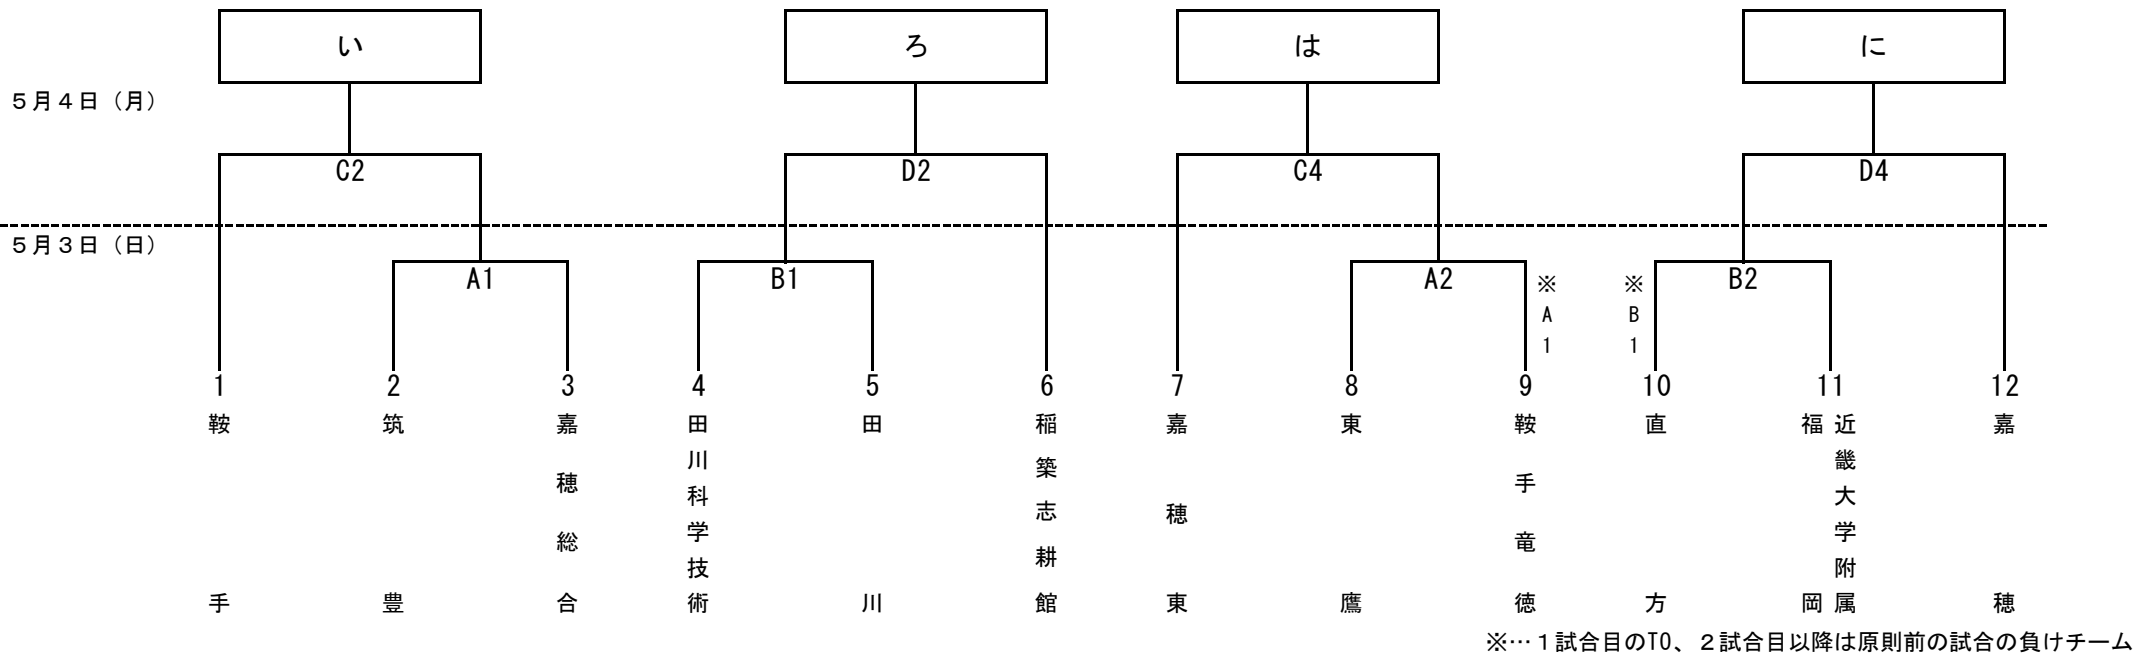 い ろ は に
５月４日（月）
C2 D2 C4 D4
５月３日（日）
A1 B1 A2 B2
※A1 ※B1
1 2 3 4 5 6 7 8 9 10 11 12
鞍手
筑豊
嘉穂総合
田川科学技術
田川
稲築志耕館
嘉穂東
東鷹
鞍手竜徳
直方
近畿大学附属
福岡
嘉穂
※…１試合目のTO、２試合目以降は原則前の試合の負けチーム